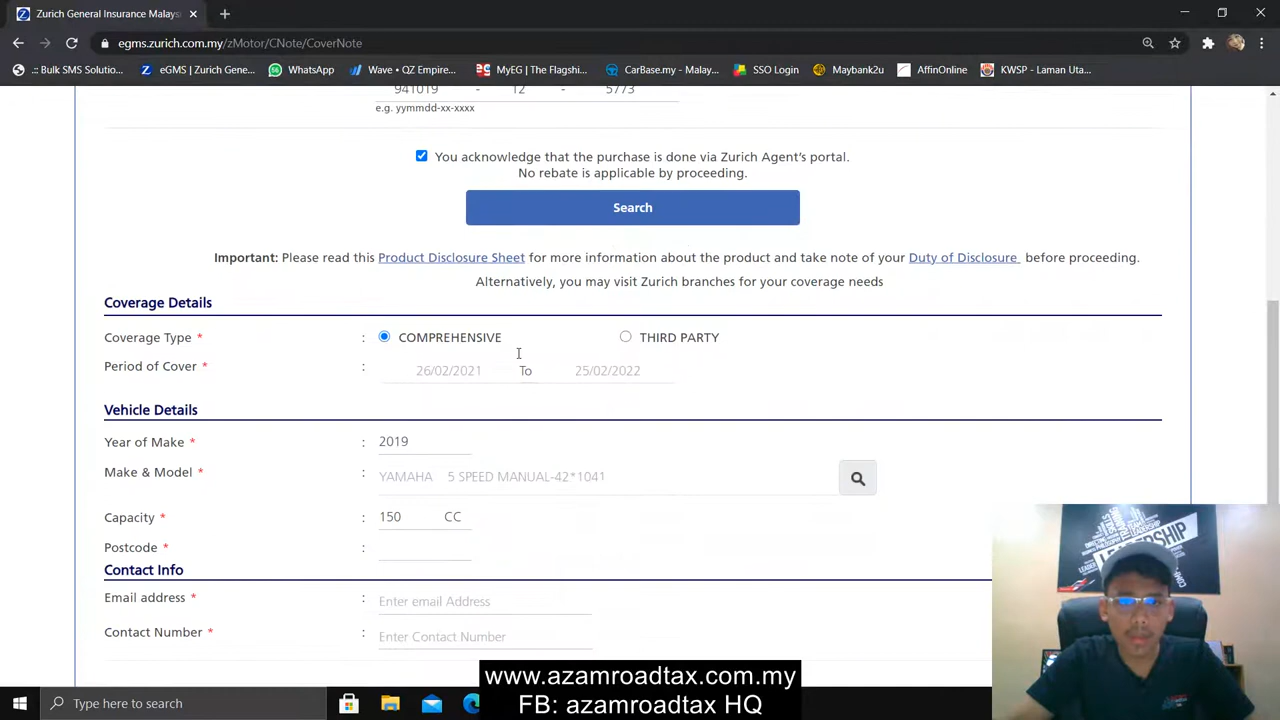 Zurich General Insurance Malays
egms.zurich.com.my/zMotor/CNote/CoverNote
.:: Bulk SMS Solutio...
eGMS | Zurich Gene...
WhatsApp
Wave • QZ Empire...
MyEG | The Flagshi...
CarBase.my - Malay...
SSO Login
Maybank2u
AffinOnline
KWSP - Laman Uta...
941019 - 12 - 5773
e.g. yymmdd-xx-xxxx
You acknowledge that the purchase is done via Zurich Agent's portal.
No rebate is applicable by proceeding.
Search
Important: Please read this Product Disclosure Sheet for more information about the product and take note of your Duty of Disclosure before proceeding.
Alternatively, you may visit Zurich branches for your coverage needs
Coverage Details
Coverage Type * : COMPREHENSIVE THIRD PARTY
Period of Cover * : 26/02/2021 To 25/02/2022
Vehicle Details
Year of Make * : 2019
Make & Model * : YAMAHA 5 SPEED MANUAL-42*1041
Capacity * : 150 CC
Postcode * :
Contact Info
Email address * : Enter email Address
Contact Number * : Enter Contact Number
LEADERSHIP
www.azamroadtax.com.my
FB: azamroadtax HQ
Type here to search